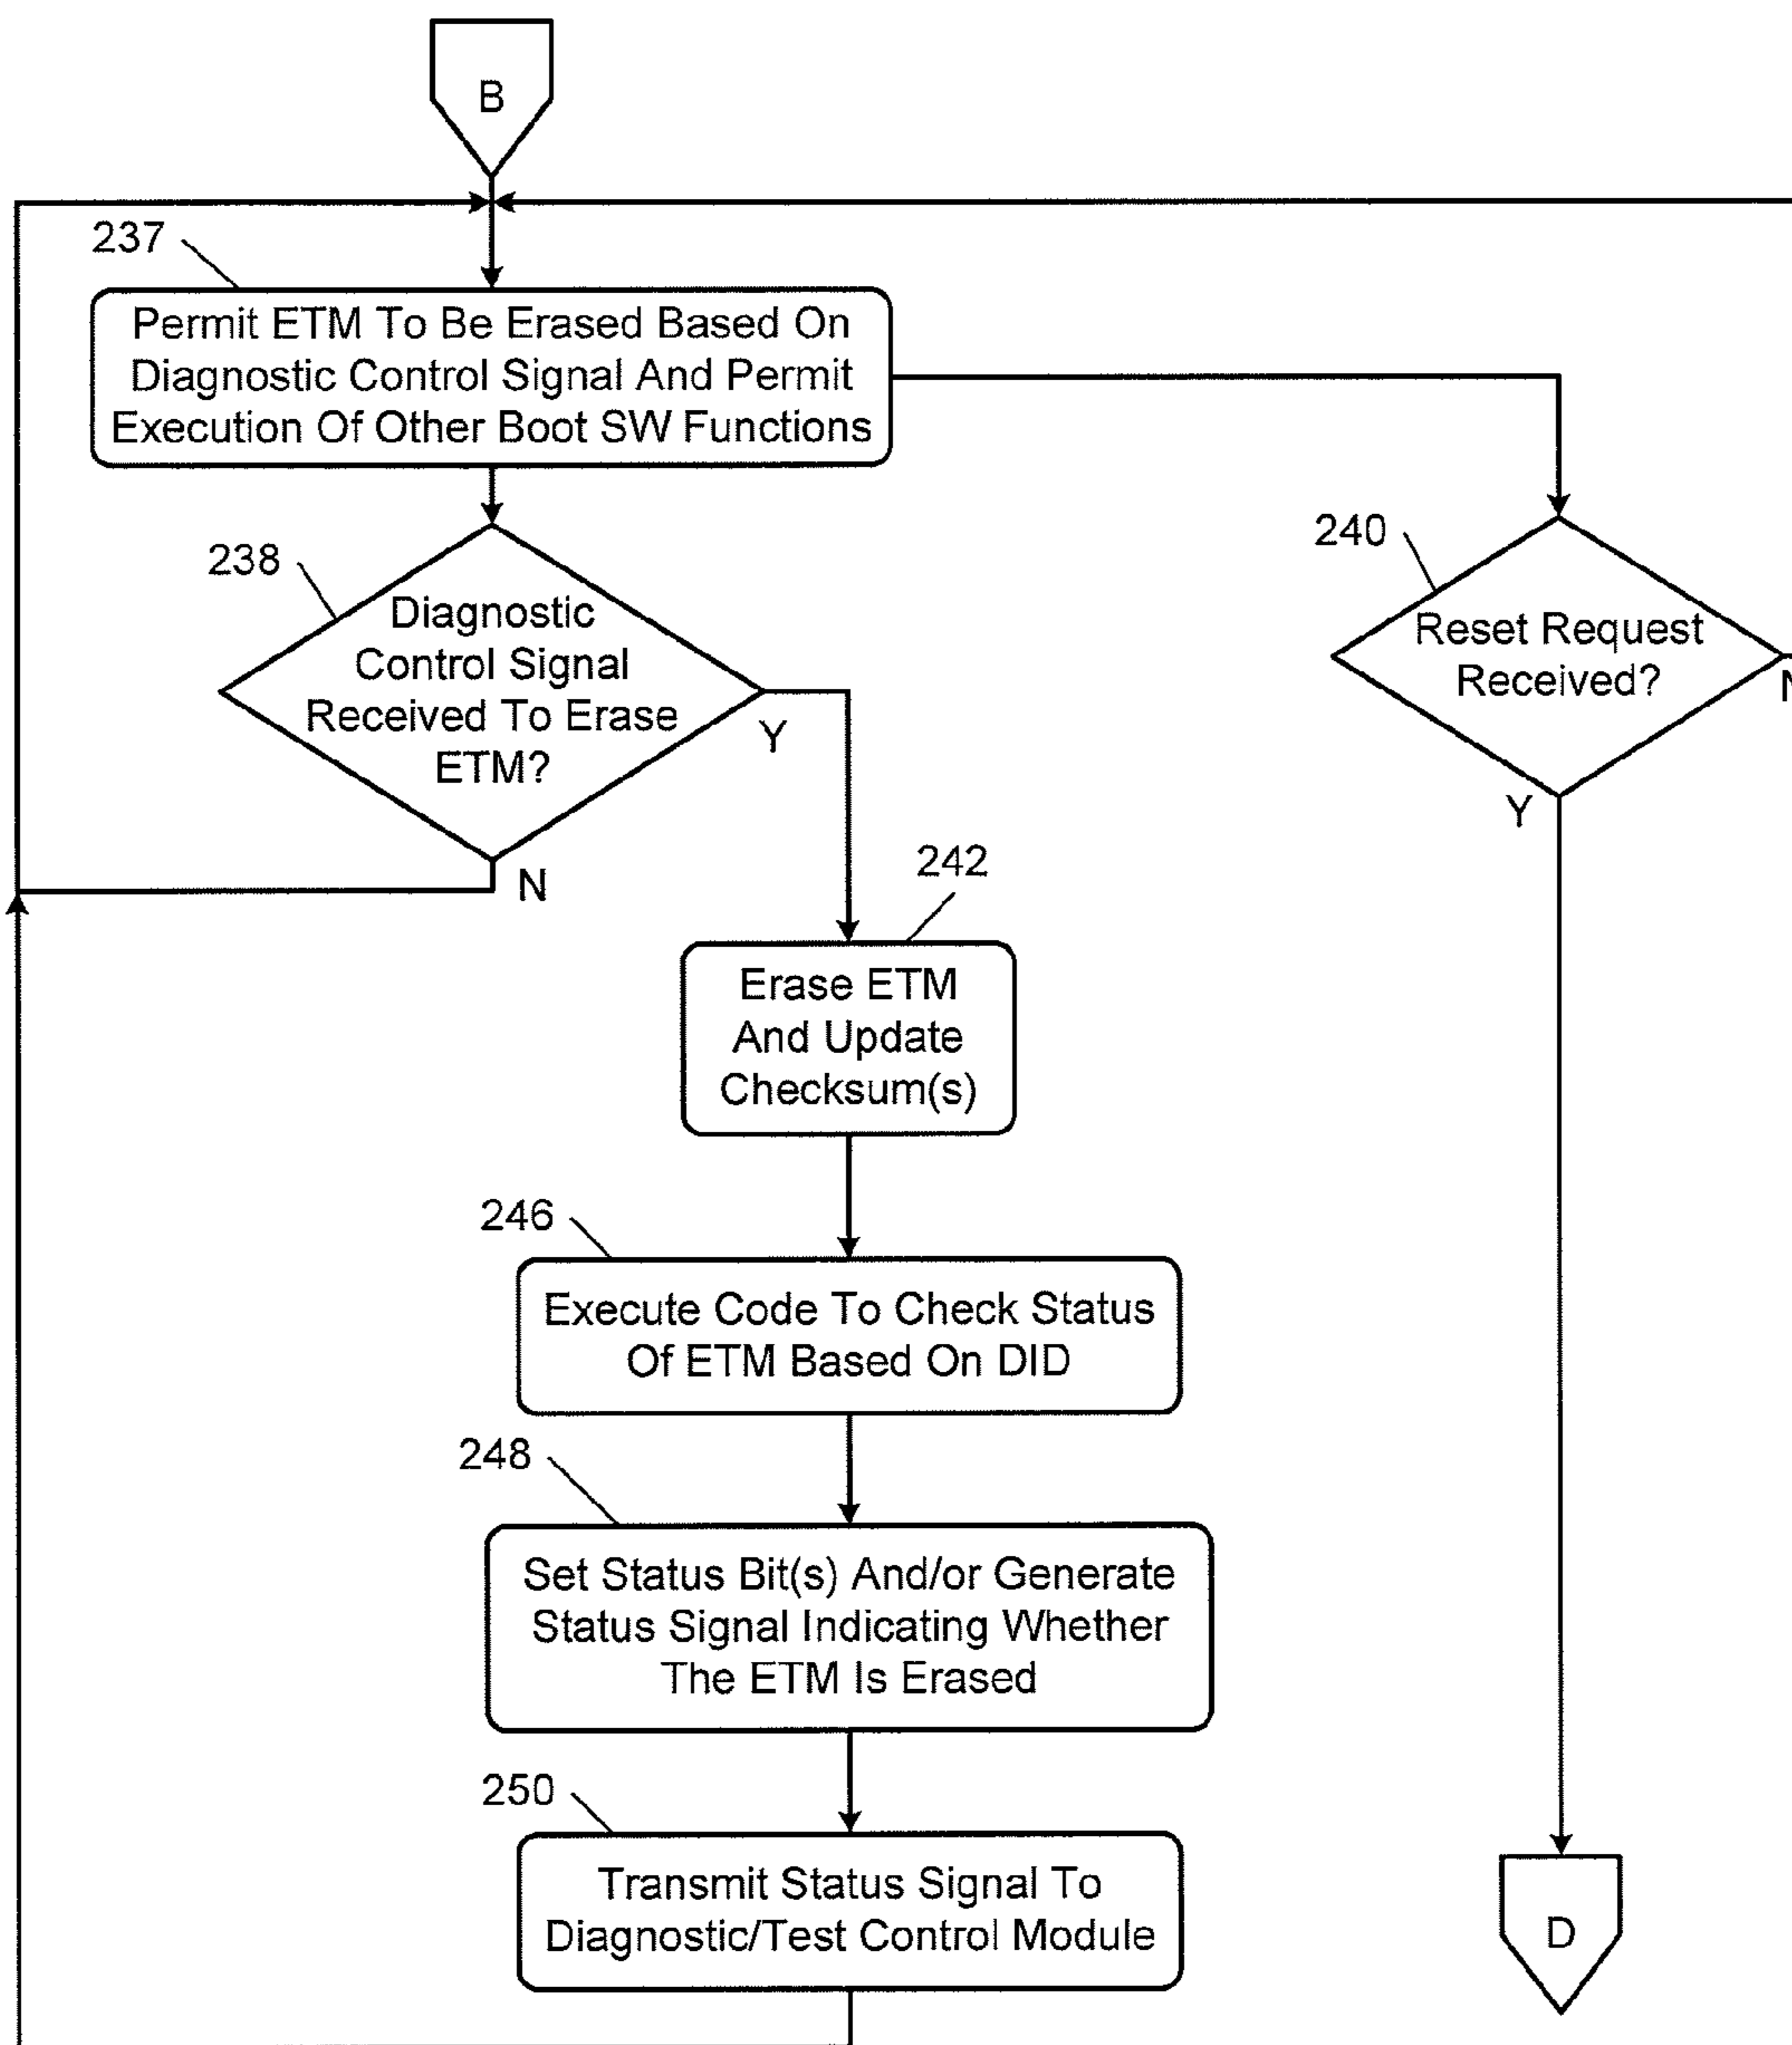 B
237
Permit ETM To Be Erased Based On
Diagnostic Control Signal And Permit
Execution Of Other Boot SW Functions
238
Diagnostic
Control Signal
Received To Erase
ETM?
Y
N
240
Reset Request
Received?
N
Y
242
Erase ETM
And Update
Checksum(s)
246
Execute Code To Check Status
Of ETM Based On DID
248
Set Status Bit(s) And/or Generate
Status Signal Indicating Whether
The ETM Is Erased
250
Transmit Status Signal To
Diagnostic/Test Control Module
D